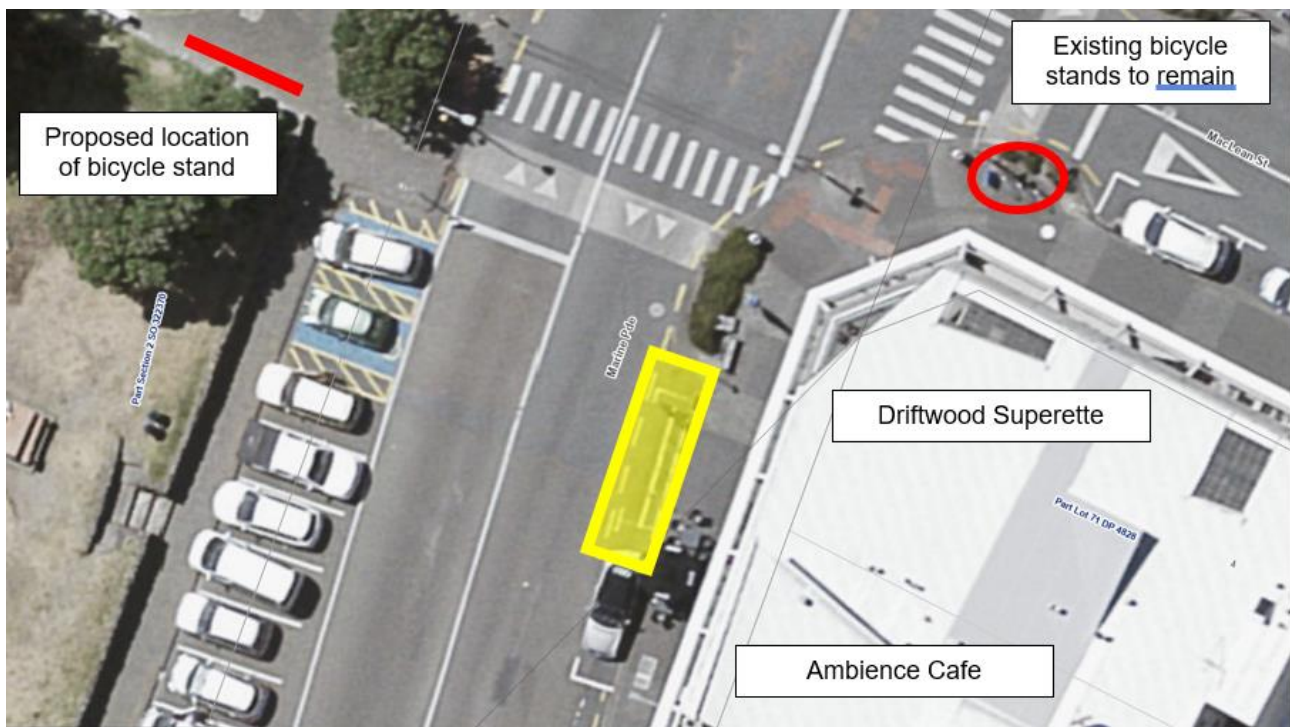 Existing bicycle
stands to remain
Proposed location
of bicycle stand
MacLean St
Part Section 2 SO 322370
Marine Pde
Driftwood Superette
Part Lot 71 DP 4828
4
Ambience Cafe